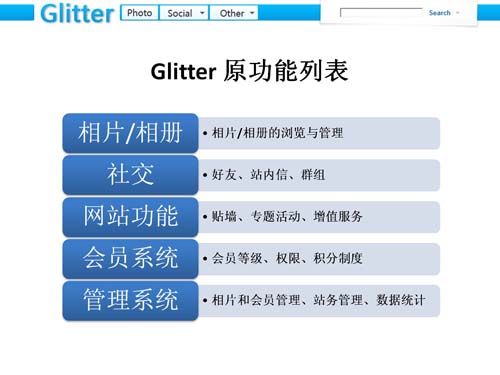 Glitter
Photo Social Other
Search
Glitter 原功能列表
相片/相册
• 相片/相册的浏览与管理
社交
• 好友、站内信、群组
网站功能
• 贴墙、专题活动、增值服务
会员系统
• 会员等级、权限、积分制度
管理系统
• 相片和会员管理、站务管理、数据统计